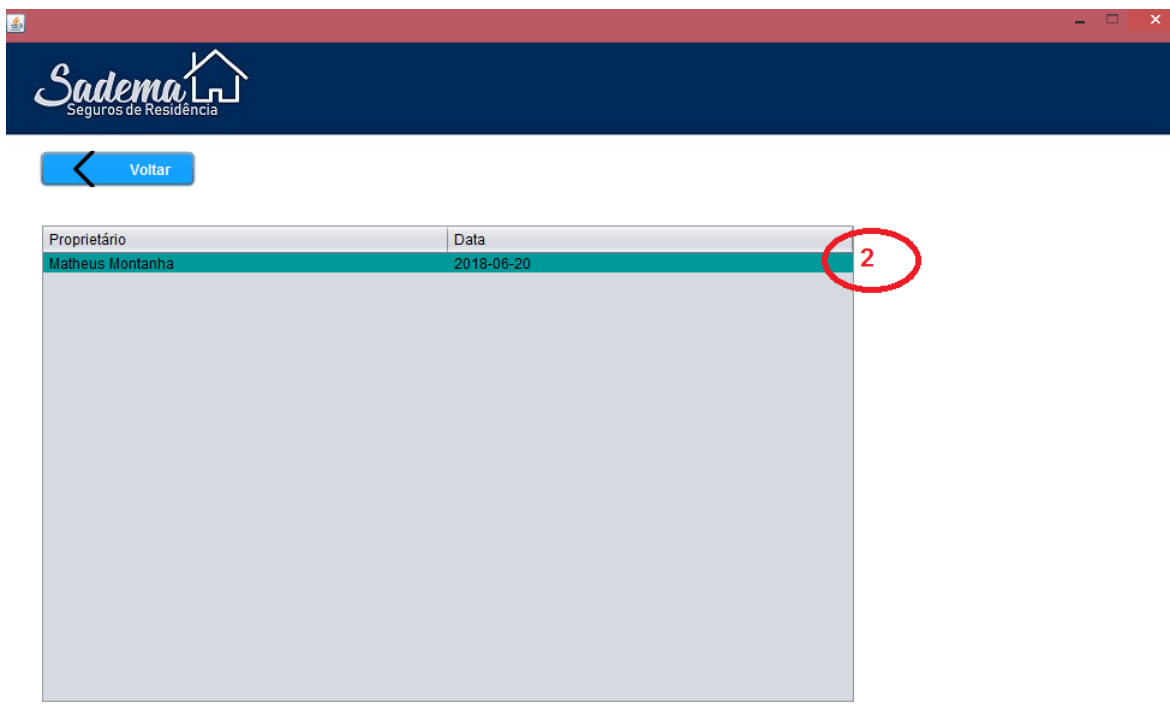 Sadema
Seguros de Residência
Voltar
Proprietário Data
Matheus Montanha 2018-06-20 2